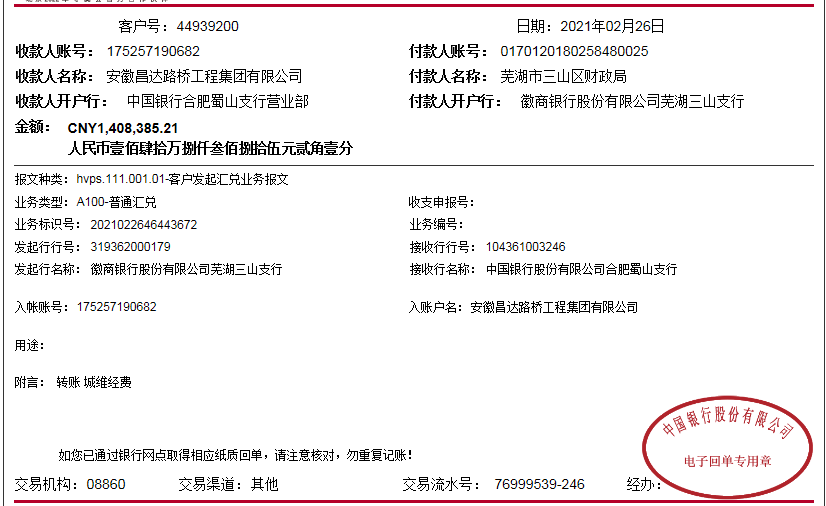 客户号：44939200 日期：2021年02月26日
收款人账号： 175257190682 付款人账号： 0170120180258480025
收款人名称： 安徽昌达路桥工程集团有限公司 付款人名称： 芜湖市三山区财政局
收款人开户行： 中国银行合肥蜀山支行营业部 付款人开户行： 徽商银行股份有限公司芜湖三山支行
金额： CNY1,408,385.21
人民币壹佰肆拾万捌仟叁佰捌拾伍元贰角壹分
报文种类：hvps.111.001.01-客户发起汇兑业务报文
业务类型：A100-普通汇兑 收支申报号：
业务标识号： 2021022646443672 业务编号：
发起行行号： 319362000179 接收行行号： 104361003246
发起行名称： 徽商银行股份有限公司芜湖三山支行 接收行名称： 中国银行股份有限公司合肥蜀山支行
入帐账号：175257190682 入账户名：安徽昌达路桥工程集团有限公司
用途：
附言： 转账 城维经费
中国银行股份有限公司
电子回单专用章
如您已通过银行网点取得相应纸质回单，请注意核对，勿重复记账！
交易机构：08860 交易渠道：其他 交易流水号： 76999539-246 经办：